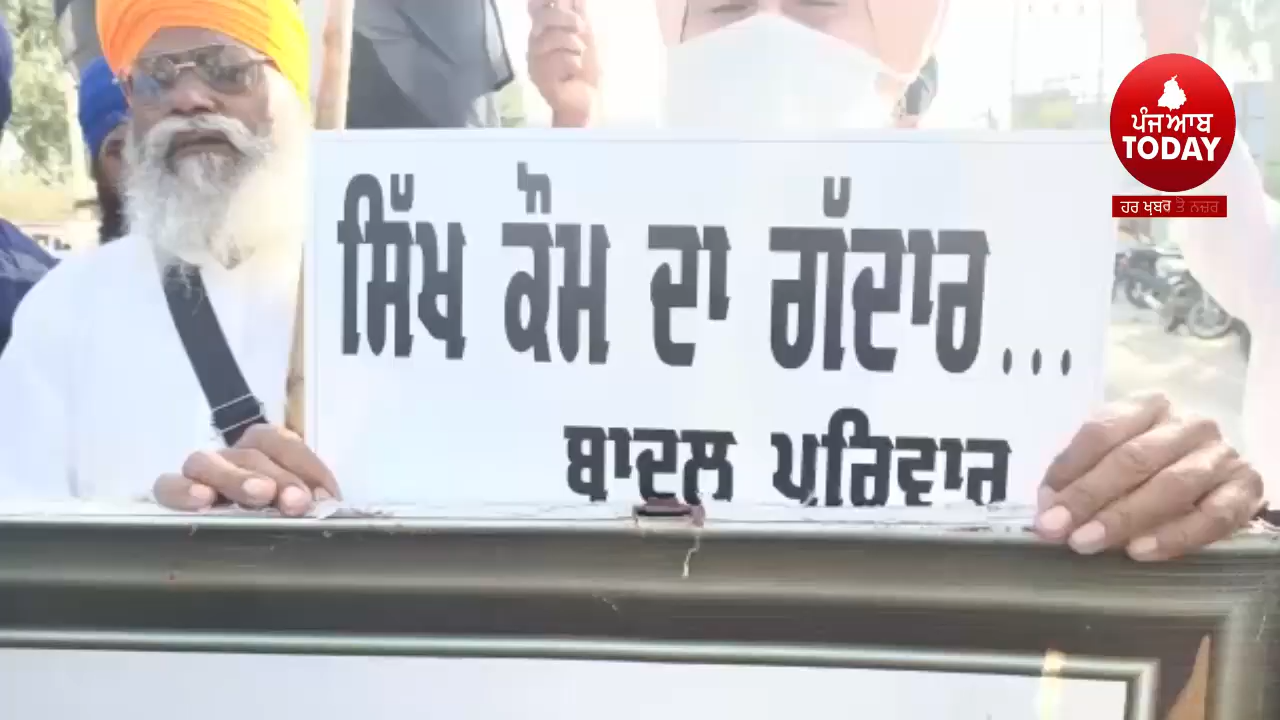 ਪੰਜਾਬ
TODAY
ਹਰ ਖ਼ਬਰ ਤੇ ਨਜ਼ਰ
ਸਿੱਖ ਕੌਮ ਦਾ ਗੱਦਾਰ...
ਬਾਦਲ ਪਰਿਵਾਰ